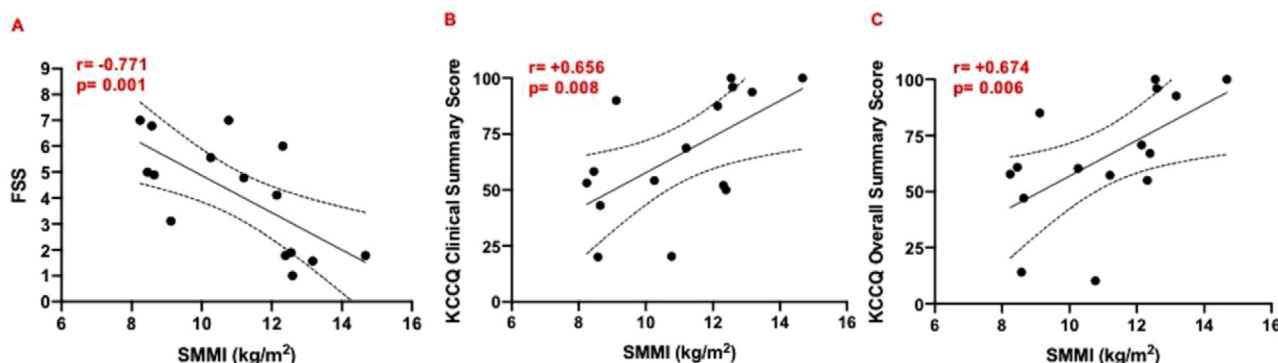 A
r= -0.771
p= 0.001
9
8
7
6
5
4
3
2
1
0
FSS
6 8 10 12 14 16
SMMI (kg/m²)
B
r= +0.656
p= 0.008
100
75
50
25
KCCQ Clinical Summary Score
6 8 10 12 14 16
SMMI (kg/m²)
C
r= +0.674
p= 0.006
100
75
50
25
0
KCCQ Overall Summary Score
6 8 10 12 14 16
SMMI (kg/m²)